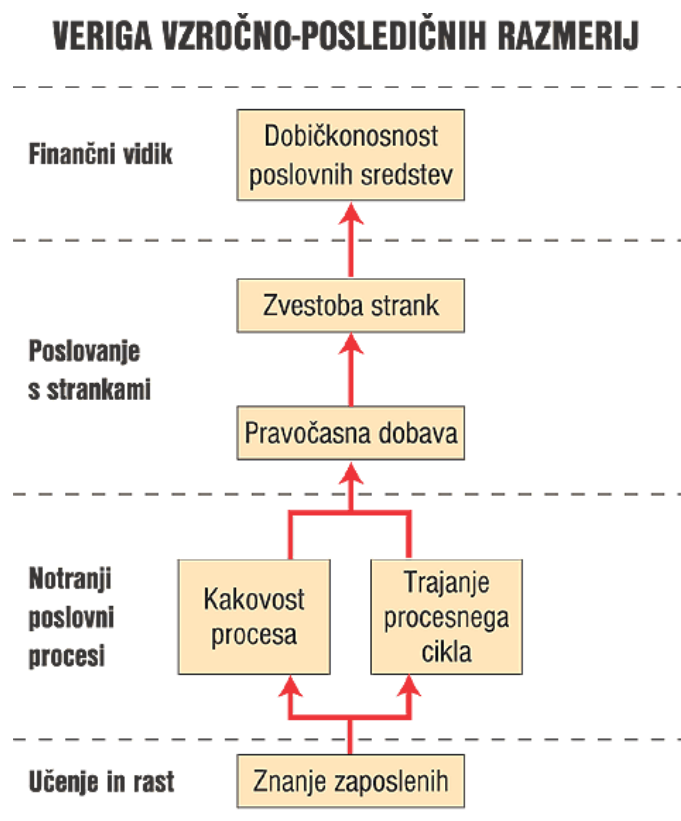 VERIGA VZROČNO-POSLEDIČNIH RAZMERIJ
Finančni vidik
Dobičkonosnost
poslovnih sredstev
Poslovanje
s strankami
Zvestoba strank
Pravočasna dobava
Notranji
poslovni
procesi
Kakovost
procesa
Trajanje
procesnega
cikla
Učenje in rast
Znanje zaposlenih